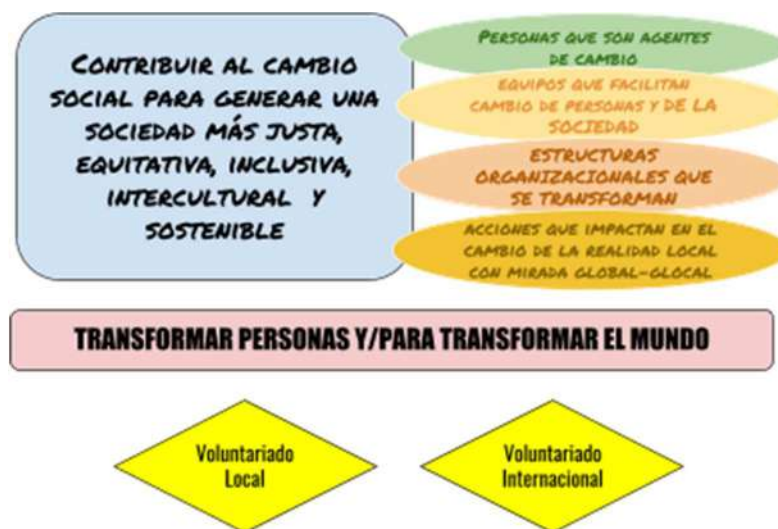 CONTRIBUIR AL CAMBIO
SOCIAL PARA GENERAR UNA
SOCIEDAD MÁS JUSTA,
EQUITATIVA, INCLUSIVA,
INTERCULTURAL Y
SOSTENIBLE
PERSONAS QUE SON AGENTES
DE CAMBIO
EQUIPOS QUE FACILITAN
CAMBIO DE PERSONAS Y DE LA
SOCIEDAD
ESTRUCTURAS
ORGANIZACIONALES QUE
SE TRANSFORMAN
ACCIONES QUE IMPACTAN EN EL
CAMBIO DE LA REALIDAD LOCAL
CON MIRADA GLOBAL-GLOCAL
TRANSFORMAR PERSONAS Y/PARA TRANSFORMAR EL MUNDO
Voluntariado
Local
Voluntariado
Internacional